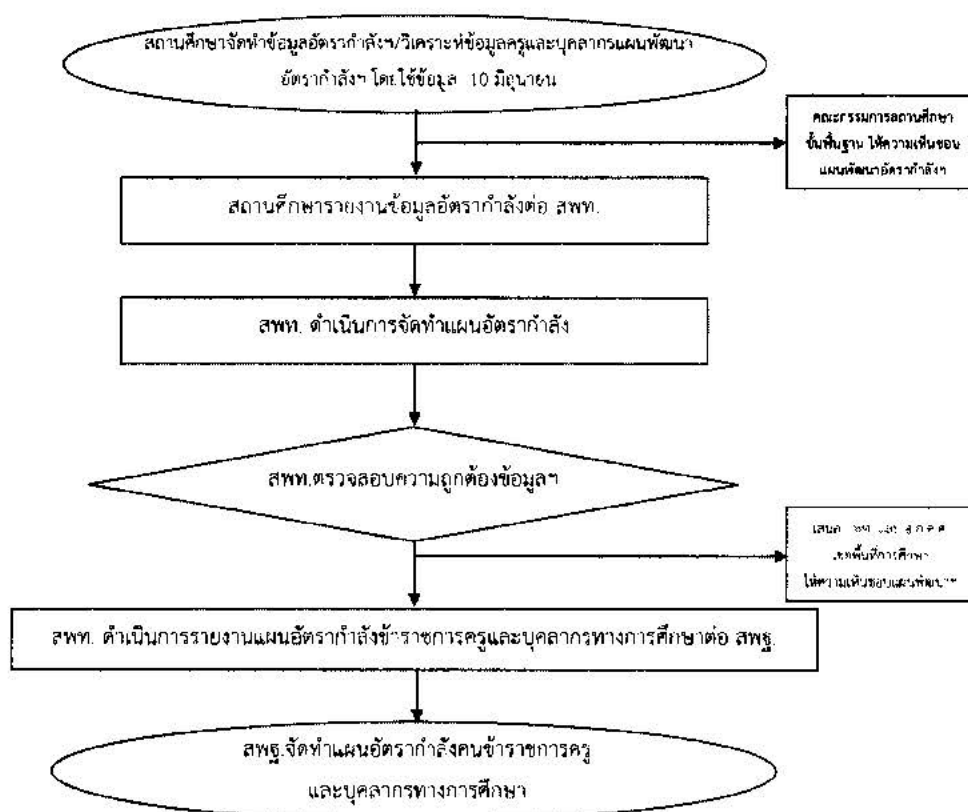 สถานศึกษาจัดทำข้อมูลอัตรากำลังฯ/วิเคราะห์ข้อมูลครูและบุคลากรแผนพัฒนา
อัตรากำลังฯ โดยใช้ข้อมูล 10 มิถุนายน
คณะกรรมการสถานศึกษา
ขั้นพื้นฐาน ให้ความเห็นชอบ
แผนพัฒนาอัตรากำลังฯ
สถานศึกษารายงานข้อมูลอัตรากำลังต่อ สพท.
สพท. ดำเนินการจัดทำแผนอัตรากำลัง
สพท.ตรวจสอบความถูกต้องข้อมูลฯ
เสนอ
เขตพื้นที่การศึกษา
ให้ความเห็นชอบแผนพัฒนาฯ
สพท. ดำเนินการรายงานแผนอัตรากำลังข้าราชการครูและบุคลากรทางการศึกษาต่อ สพฐ.
สพฐ.จัดทำแผนอัตรากำลังคนข้าราชการครู
และบุคลากรทางการศึกษา